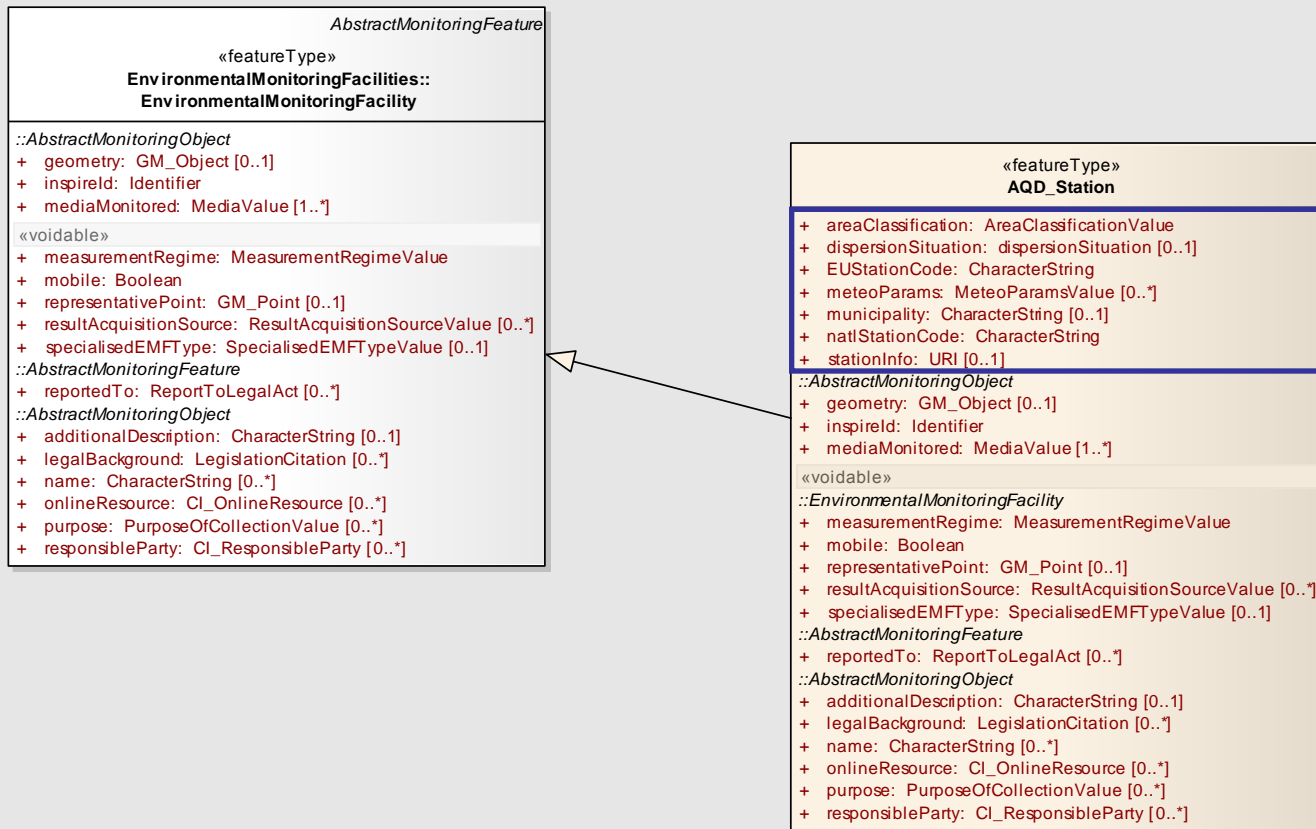 AbstractMonitoringFeature
«featureType»
EnvironmentalMonitoringFacilities::
EnvironmentalMonitoringFacility
::AbstractMonitoringObject
+ geometry: GM_Object [0..1]
+ inspireId: Identifier
+ mediaMonitored: MediaValue [1..*]
«voidable»
+ measurementRegime: MeasurementRegimeValue
+ mobile: Boolean
+ representativePoint: GM_Point [0..1]
+ resultAcquisitionSource: ResultAcquisitionSourceValue [0..*]
+ specialisedEMFType: SpecialisedEMFTypeValue [0..1]
::AbstractMonitoringFeature
+ reportedTo: ReportToLegalAct [0..*]
::AbstractMonitoringObject
+ additionalDescription: CharacterString [0..1]
+ legalBackground: LegislationCitation [0..*]
+ name: CharacterString [0..*]
+ onlineResource: CI_OnlineResource [0..*]
+ purpose: PurposeOfCollectionValue [0..*]
+ responsibleParty: CI_ResponsibleParty [0..*]
«featureType»
AQD_Station
+ areaClassification: AreaClassificationValue
+ dispersionSituation: dispersionSituation [0..1]
+ EUStationCode: CharacterString
+ meteoParams: MeteoParamsValue [0..*]
+ municipality: CharacterString [0..1]
+ natlStationCode: CharacterString
+ stationInfo: URI [0..1]
::AbstractMonitoringObject
+ geometry: GM_Object [0..1]
+ inspireId: Identifier
+ mediaMonitored: MediaValue [1..*]
«voidable»
::EnvironmentalMonitoringFacility
+ measurementRegime: MeasurementRegimeValue
+ mobile: Boolean
+ representativePoint: GM_Point [0..1]
+ resultAcquisitionSource: ResultAcquisitionSourceValue [0..*]
+ specialisedEMFType: SpecialisedEMFTypeValue [0..1]
::AbstractMonitoringFeature
+ reportedTo: ReportToLegalAct [0..*]
::AbstractMonitoringObject
+ additionalDescription: CharacterString [0..1]
+ legalBackground: LegislationCitation [0..*]
+ name: CharacterString [0..*]
+ onlineResource: CI_OnlineResource [0..*]
+ purpose: PurposeOfCollectionValue [0..*]
+ responsibleParty: CI_ResponsibleParty [0..*]